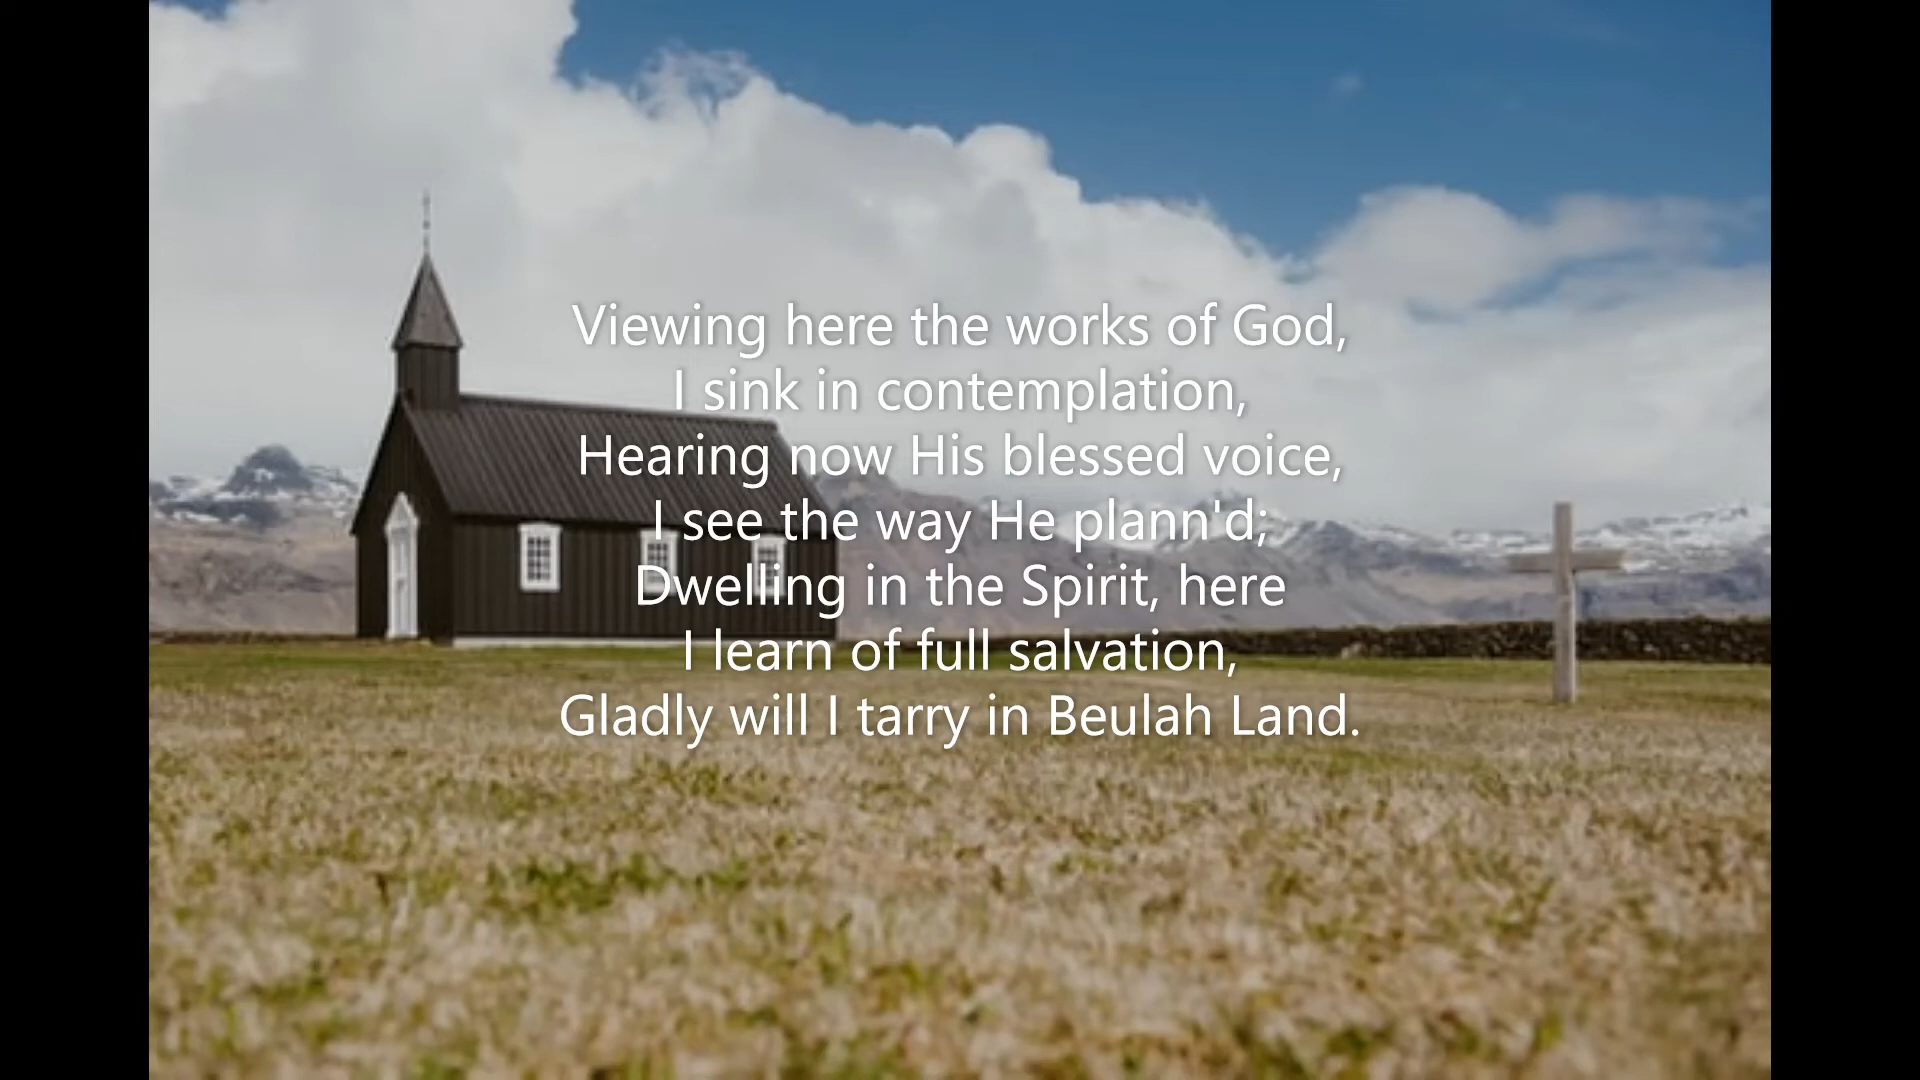 Viewing here the works of God,
I sink in contemplation,
Hearing now His blessed voice,
I see the way He plann'd;
Dwelling in the Spirit, here
I learn of full salvation,
Gladly will I tarry in Beulah Land.